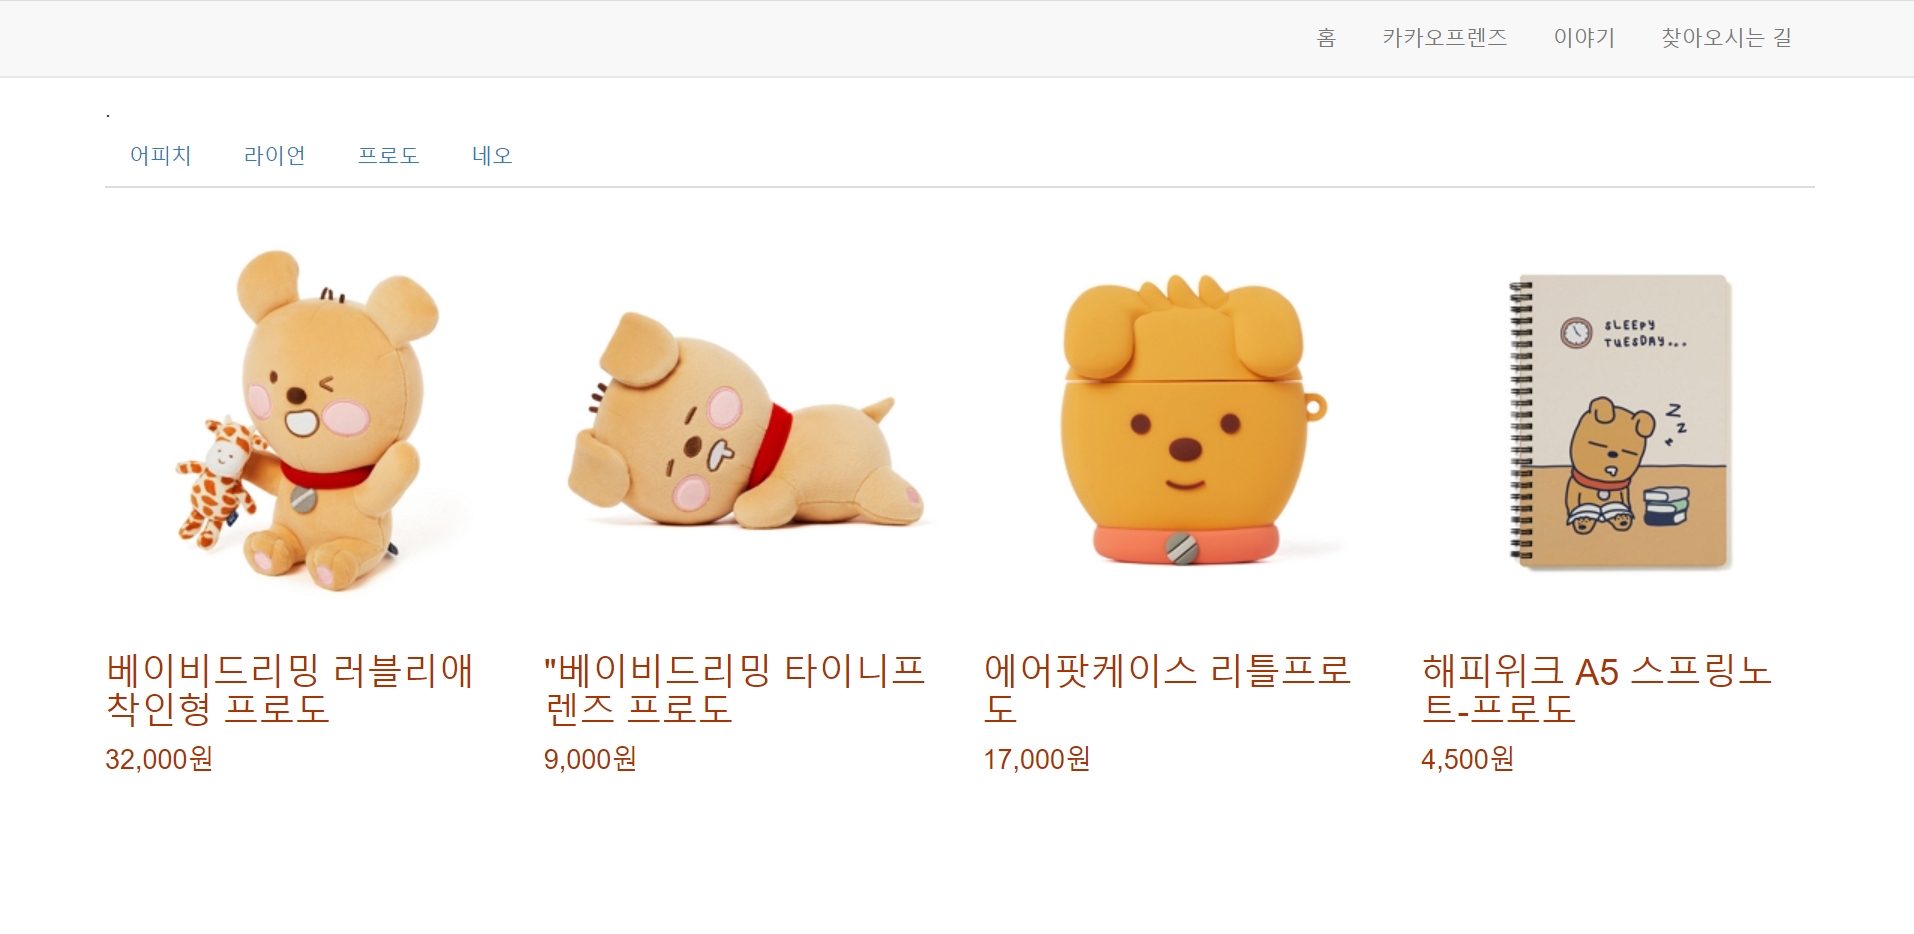 홈 카카오프렌즈 이야기 찾아오시는 길
.
어피치 라이언 프로도 네오
SLEEPY
TUESDAY...
Z
Z
Z
베이비드리밍 러블리애
착인형 프로도
32,000원
"베이비드리밍 타이니프
렌즈 프로도
9,000원
에어팟케이스 리틀프로
도
17,000원
해피위크 A5 스프링노
트-프로도
4,500원